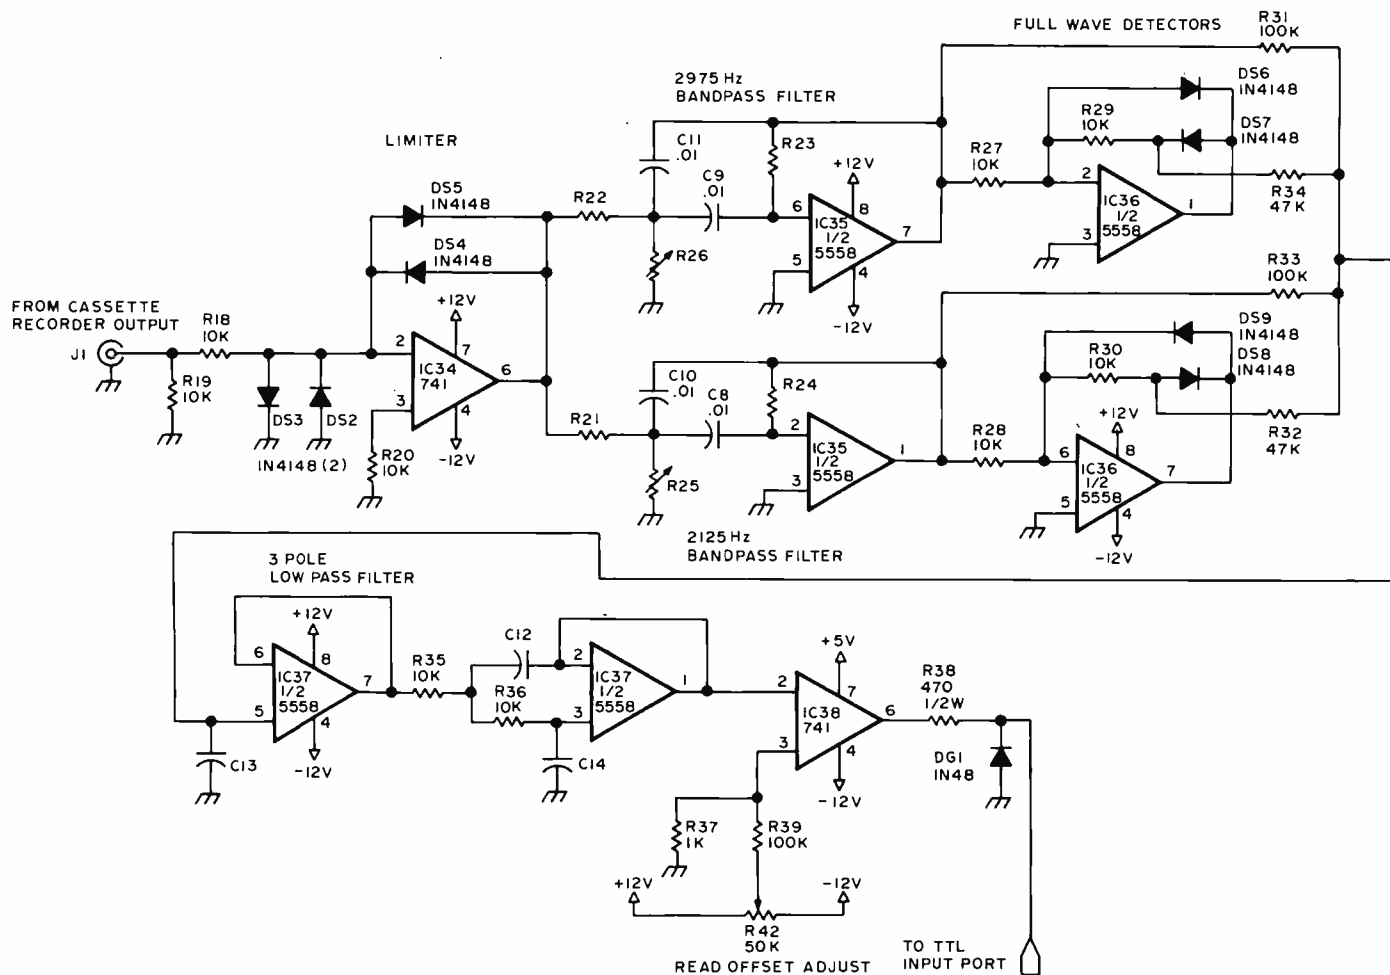 FULL WAVE DETECTORS
R31
100K
2975 Hz
BANDPASS FILTER
DS6
1N4148
R29
10K
DS7
1N4148
LIMITER
C11
.01
R23
C9
.01
+12V
R27
10K
DS5
1N4148
R22
6
8
IC35
1/2
5558
7
5
4
-12V
2
IC36
1/2
5558
1
3
R34
47K
DS4
1N4148
R26
R33
100K
FROM CASSETTE
RECORDER OUTPUT
J1
R18
10K
+12V
2
7
IC34
741
6
3
4
-12V
R19
10K
DS3
DS2
1N4148 (2)
R20
10K
C10
.01
C8
.01
R24
R21
R25
2
IC35
1/2
5558
1
3
R28
10K
DS9
1N4148
R30
10K
DS8
1N4148
+12V
R32
47K
6
8
IC36
1/2
5558
7
5
4
-12V
2125 Hz
BANDPASS FILTER
3 POLE
LOW PASS FILTER
+12V
6
8
IC37
1/2
5558
7
5
4
-12V
C13
R35
10K
C12
R36
10K
2
IC37
1/2
5558
1
3
C14
+5V
2
7
IC38
741
6
3
4
-12V
R38
470
1/2W
DG1
1N48
R37
1K
R39
100K
+12V
-12V
R42
50K
READ OFFSET ADJUST
TO TTL
INPUT PORT